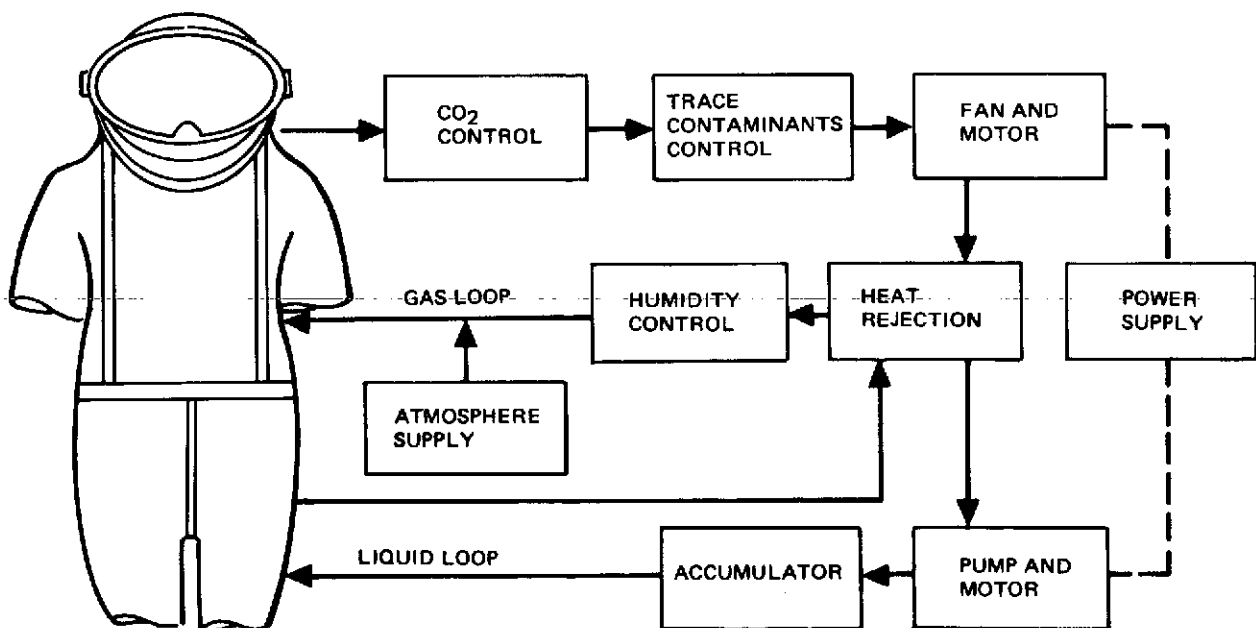 CO₂
CONTROL
TRACE
CONTAMINANTS
CONTROL
FAN AND
MOTOR
GAS LOOP
HUMIDITY
CONTROL
HEAT
REJECTION
POWER
SUPPLY
ATMOSPHERE
SUPPLY
LIQUID LOOP
ACCUMULATOR
PUMP AND
MOTOR